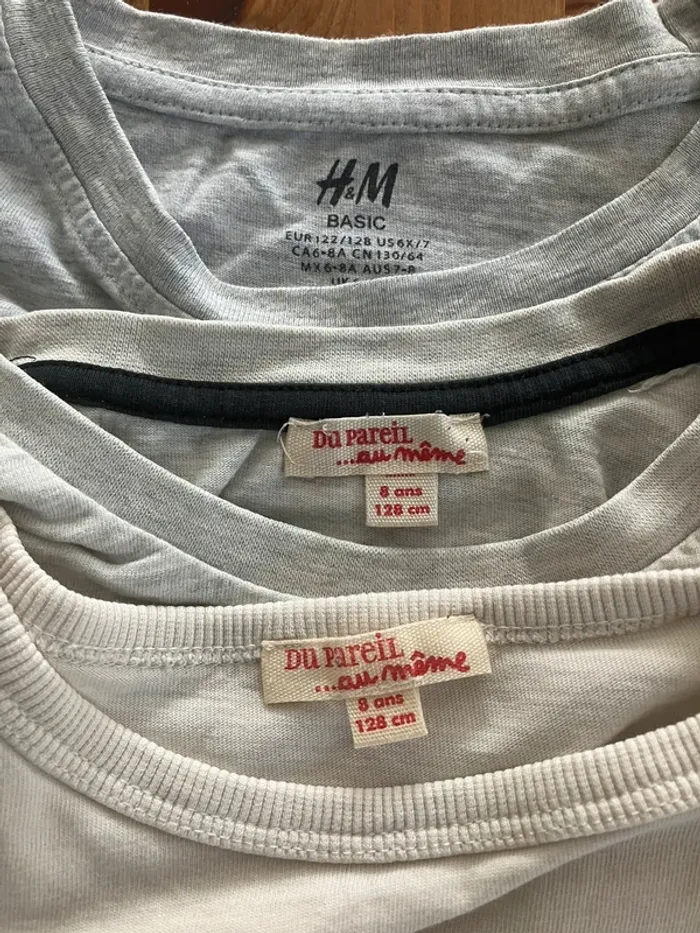 H&M
BASIC
EUR 122/128 US 6X/7
CA 6-8A CN 130/64
MX 6-8A AUS 7-8
UK
DU PAREIL
...au même
8 ans
128 cm
DU PAREIL
...au même
8 ans
128 cm